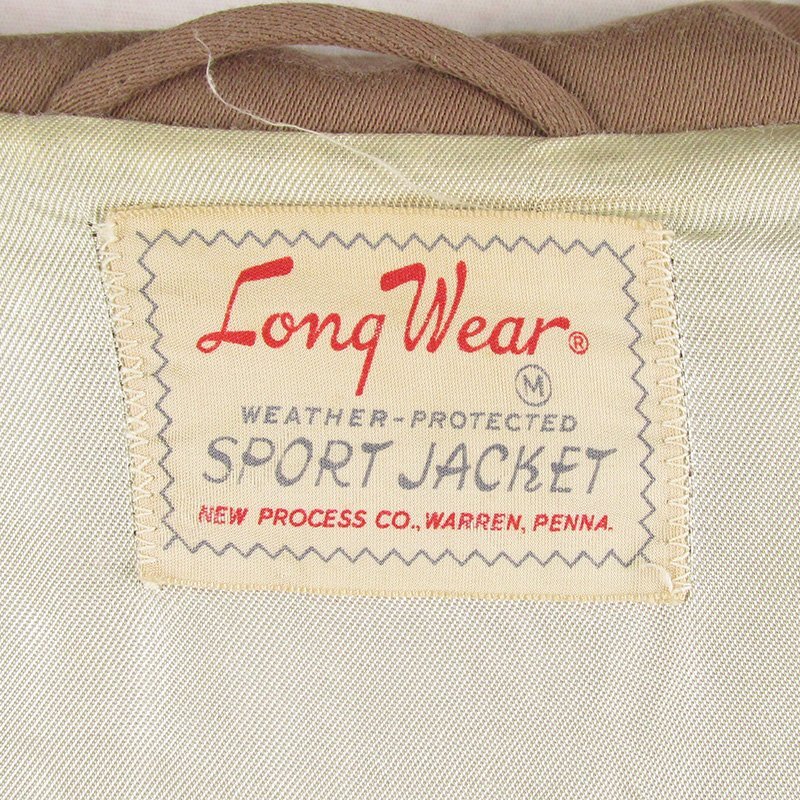 Long Wear®
M
WEATHER-PROTECTED
SPORT JACKET
NEW PROCESS CO., WARREN, PENNA.